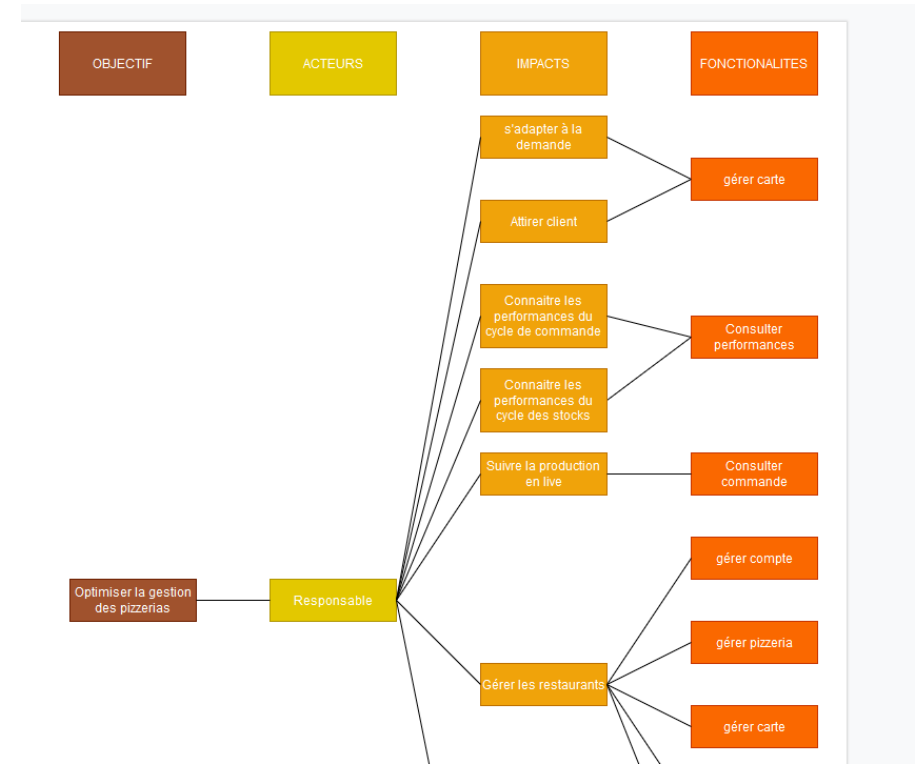 OBJECTIF
ACTEURS
IMPACTS
FONCTIONALITES
s'adapter à la
demande
gérer carte
Attirer client
Connaitre les
performances du
cycle de commande
Consulter
performances
Connaitre les
performances du
cycle des stocks
Suivre la production
en live
Consulter
commande
gérer compte
Optimiser la gestion
des pizzerias
Responsable
gérer pizzeria
Gérer les restaurants
gérer carte